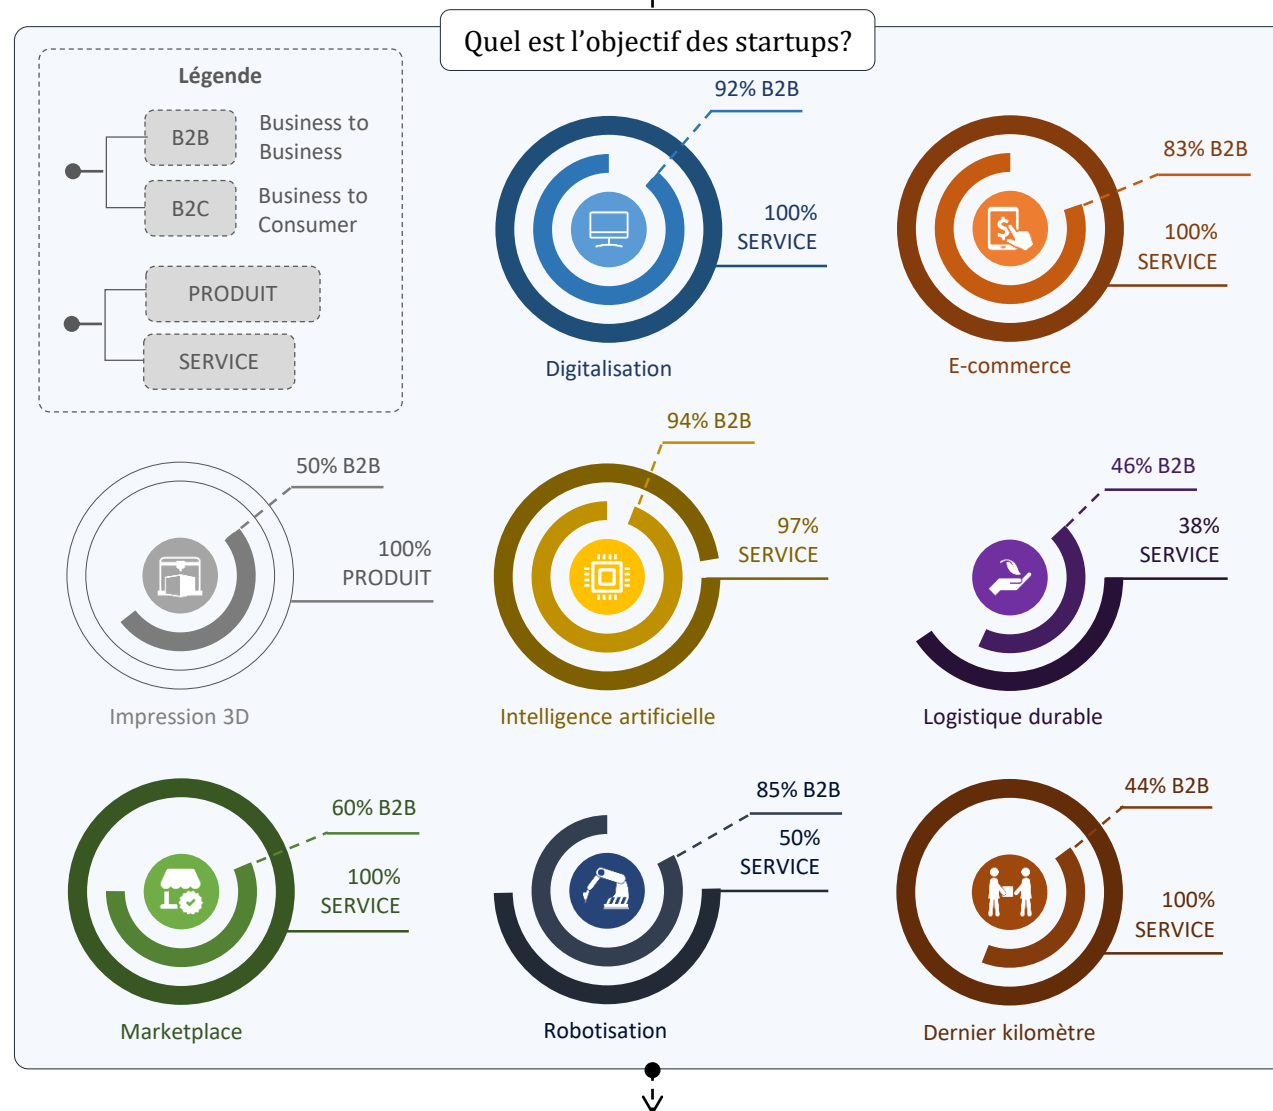 Quel est l’objectif des startups?
Légende
B2B
Business to
Business
B2C
Business to
Consumer
PRODUIT
SERVICE
92% B2B
100%
SERVICE
Digitalisation
83% B2B
100%
SERVICE
E-commerce
50% B2B
100%
PRODUIT
Impression 3D
94% B2B
97%
SERVICE
Intelligence artificielle
46% B2B
38%
SERVICE
Logistique durable
60% B2B
100%
SERVICE
Marketplace
85% B2B
50%
SERVICE
Robotisation
44% B2B
100%
SERVICE
Dernier kilomètre